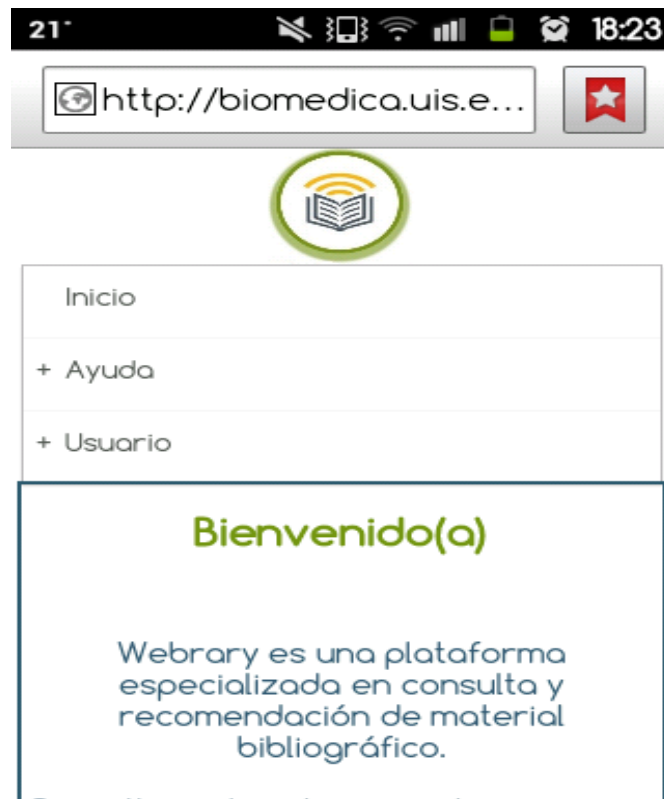 21°
18:23
http://biomedica.uis.e...
Inicio
+ Ayuda
+ Usuario
Bienvenido(a)
Webrary es una plataforma
especializada en consulta y
recomendación de material
bibliográfico.